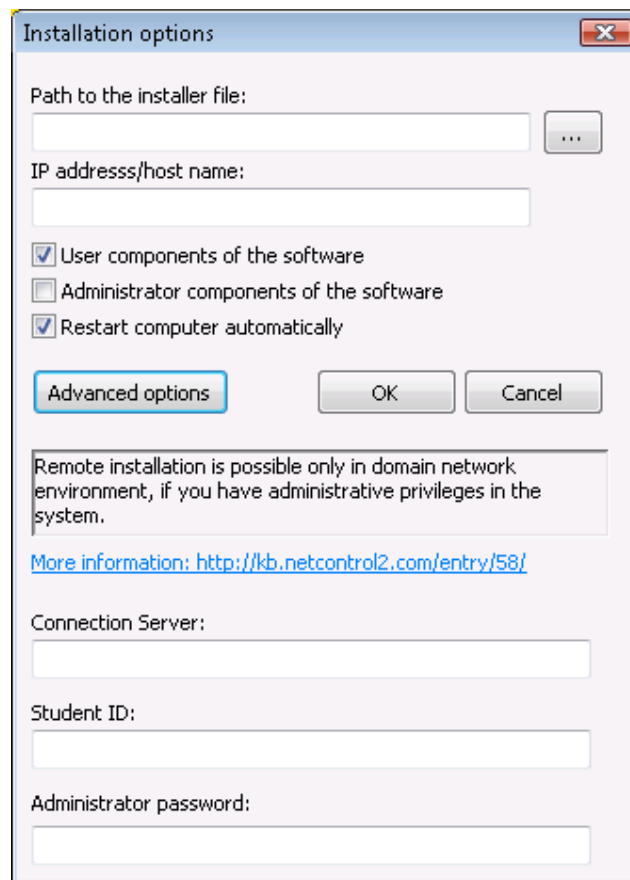 Installation options
Path to the installer file:
...
IP addresss/host name:
User components of the software
Administrator components of the software
Restart computer automatically
Advanced options OK Cancel
Remote installation is possible only in domain network
environment, if you have administrative privileges in the
system.
More information: http://kb.netcontrol2.com/entry/58/
Connection Server:
Student ID:
Administrator password: